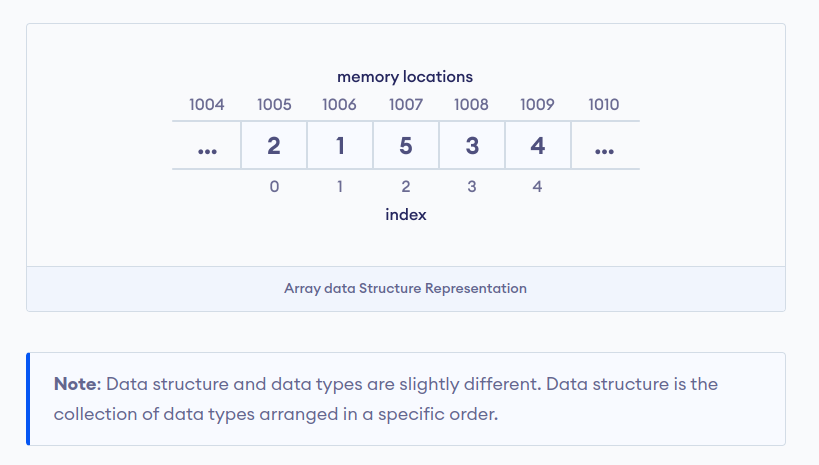 memory locations
1004 1005 1006 1007 1008 1009 1010
... 2 1 5 3 4 ...
0 1 2 3 4
index
Array data Structure Representation
Note: Data structure and data types are slightly different. Data structure is the
collection of data types arranged in a specific order.